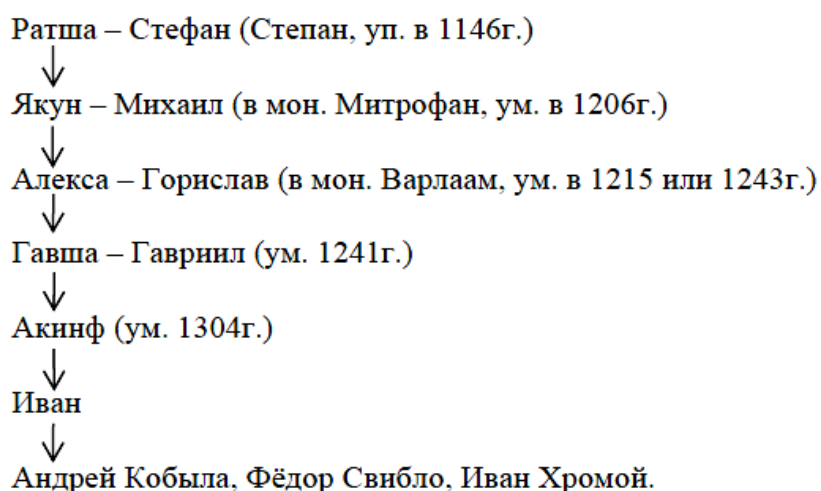 Ратша – Стефан (Степан, уп. в 1146г.)
Якун – Михаил (в мон. Митрофан, ум. в 1206г.)
Алекса – Горислав (в мон. Варлаам, ум. в 1215 или 1243г.)
Гавша – Гавриил (ум. 1241г.)
Акинф (ум. 1304г.)
Иван
Андрей Кобыла, Фёдор Свибло, Иван Хромой.